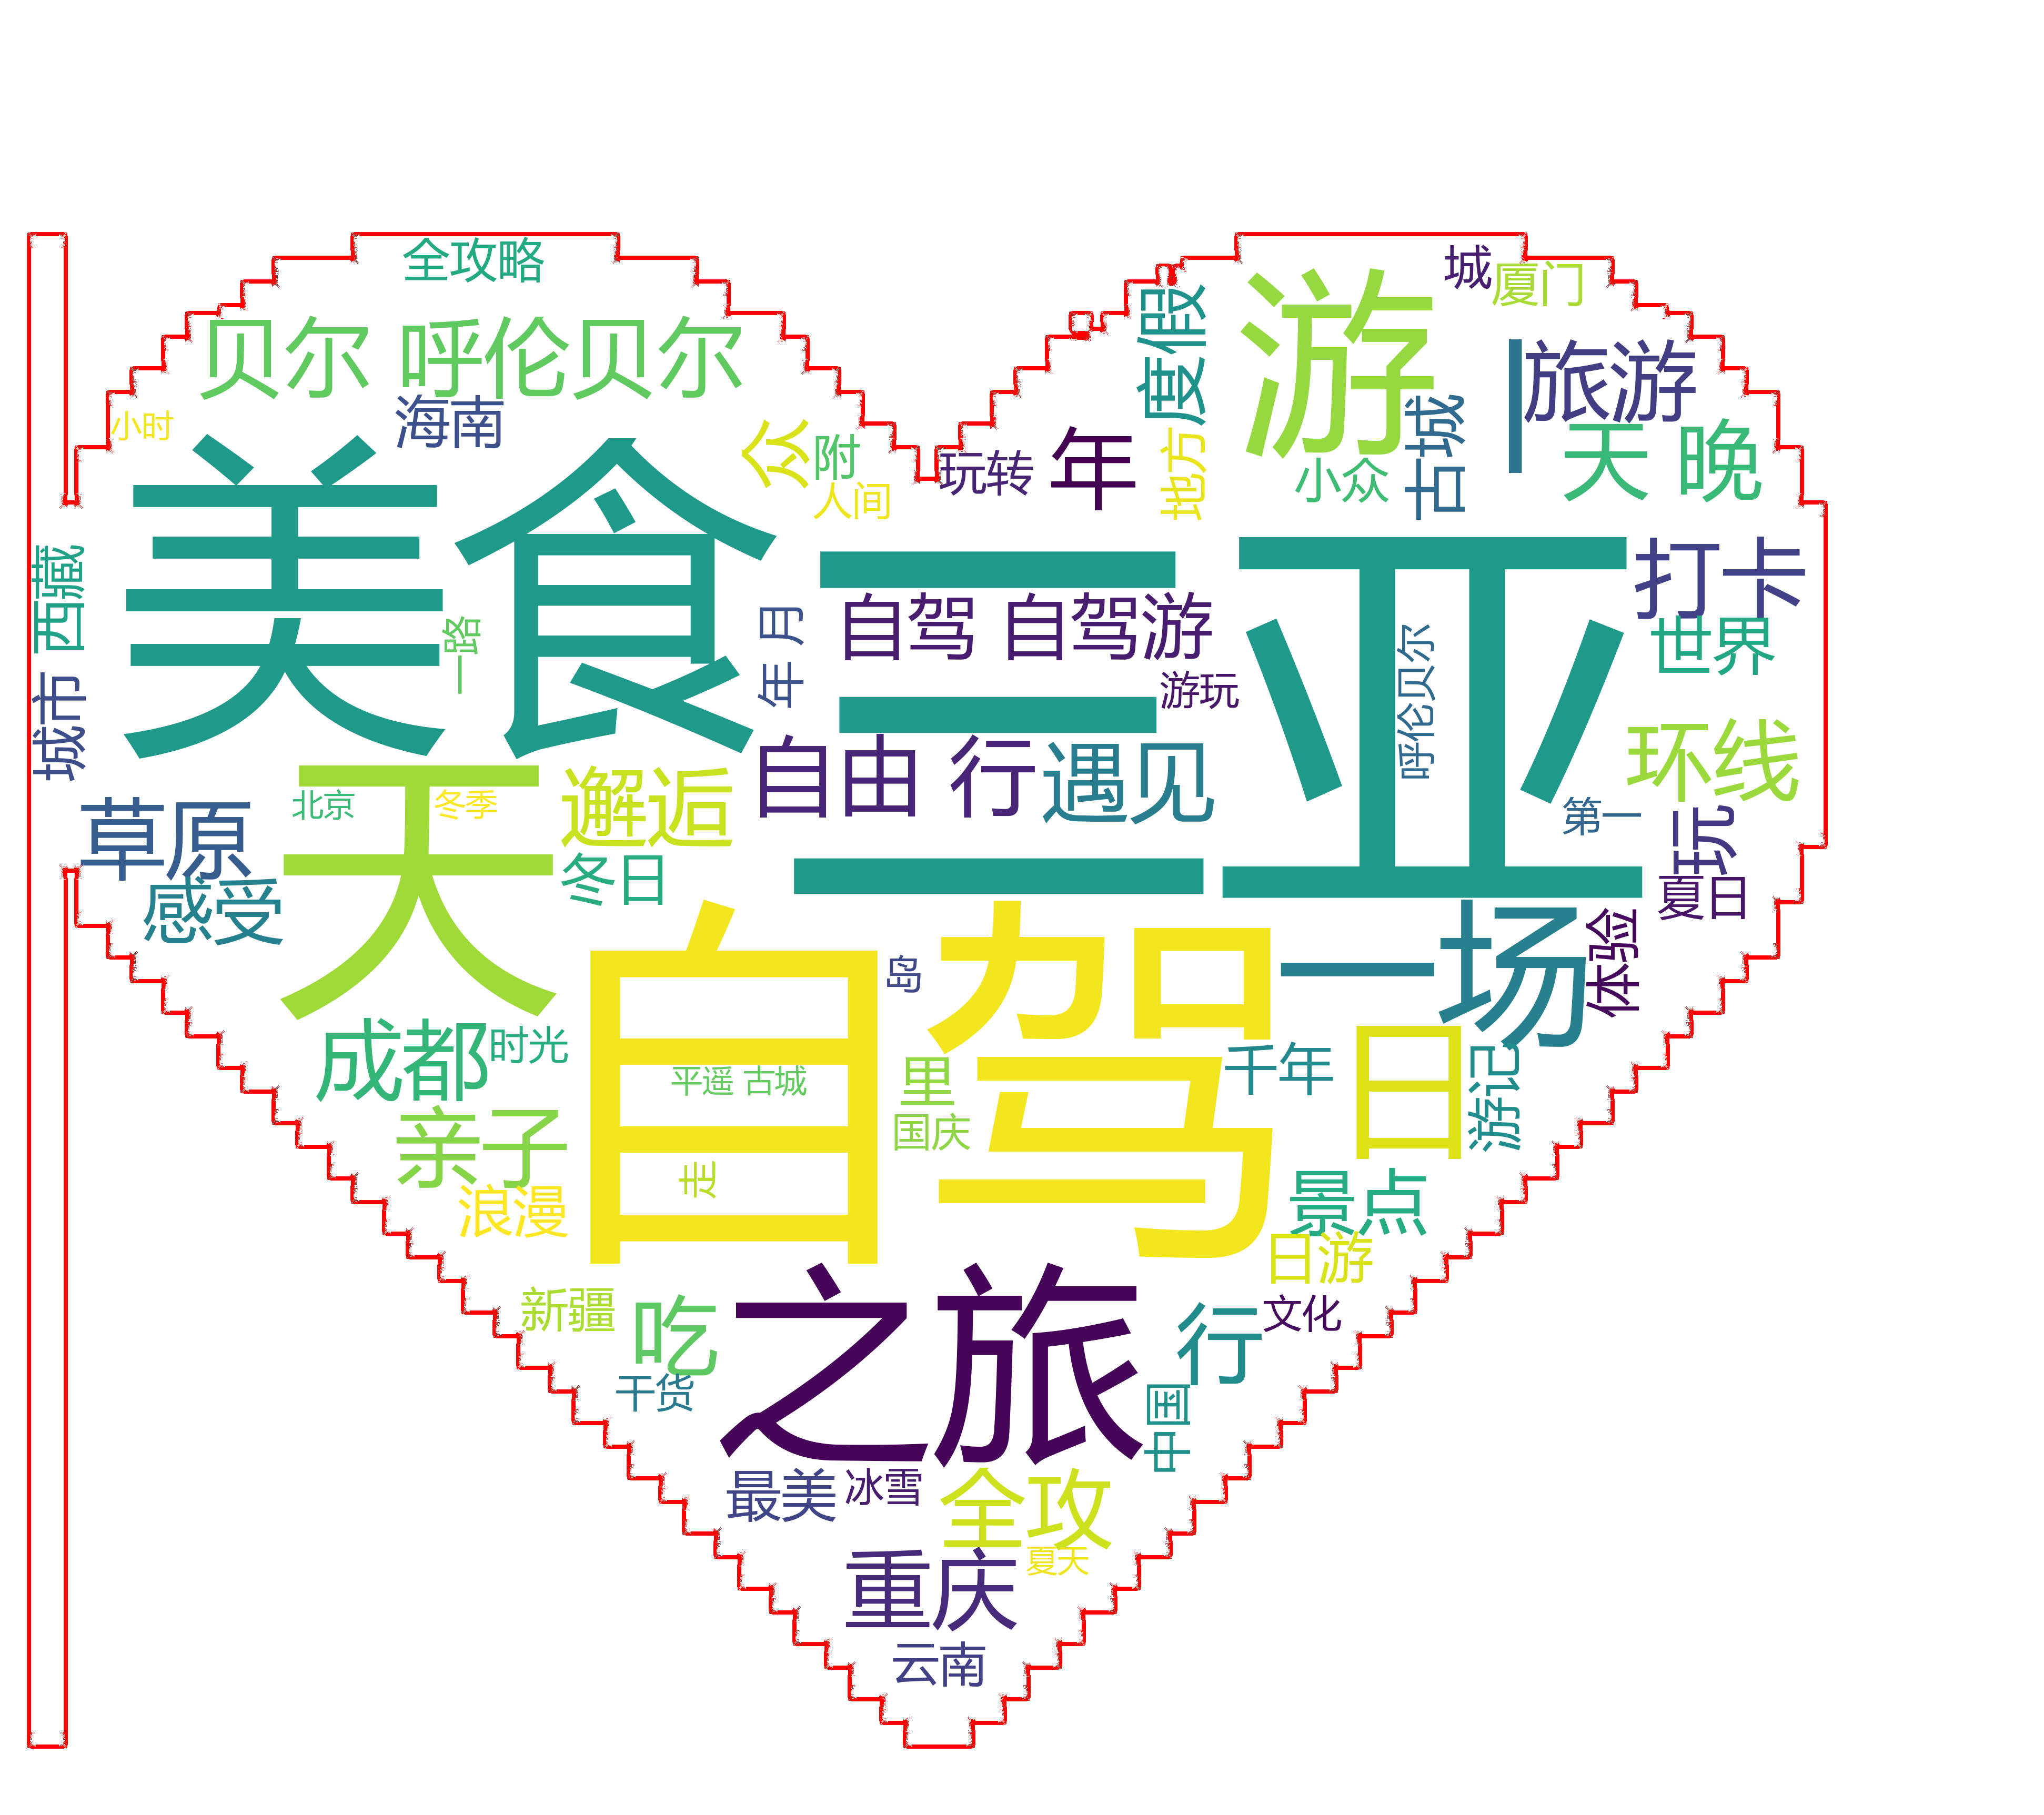 全攻略
城
厦门
贝尔 呼伦贝尔
度假
游
旅游
一
小时
海南
众
附
人间
玩转
年
地方
小众
古城
天 晚
美食
三亚
打卡
西藏
一路
年 月
自驾 自驾游
游玩
呼伦贝尔
世界
城市
天
北京
冬季
邂逅
自由 行
遇见
环线
第一
玩
草原
感受
冬日
夏日
自驾
岛
一场
体验
成都
时光
平遥 古城
里
国庆
千年
日
游记
亲子
浪漫
走
景点
日游
新疆
吃
之旅
行
文化
干货
中国
最美
冰雪
全攻
夏天
重庆
云南